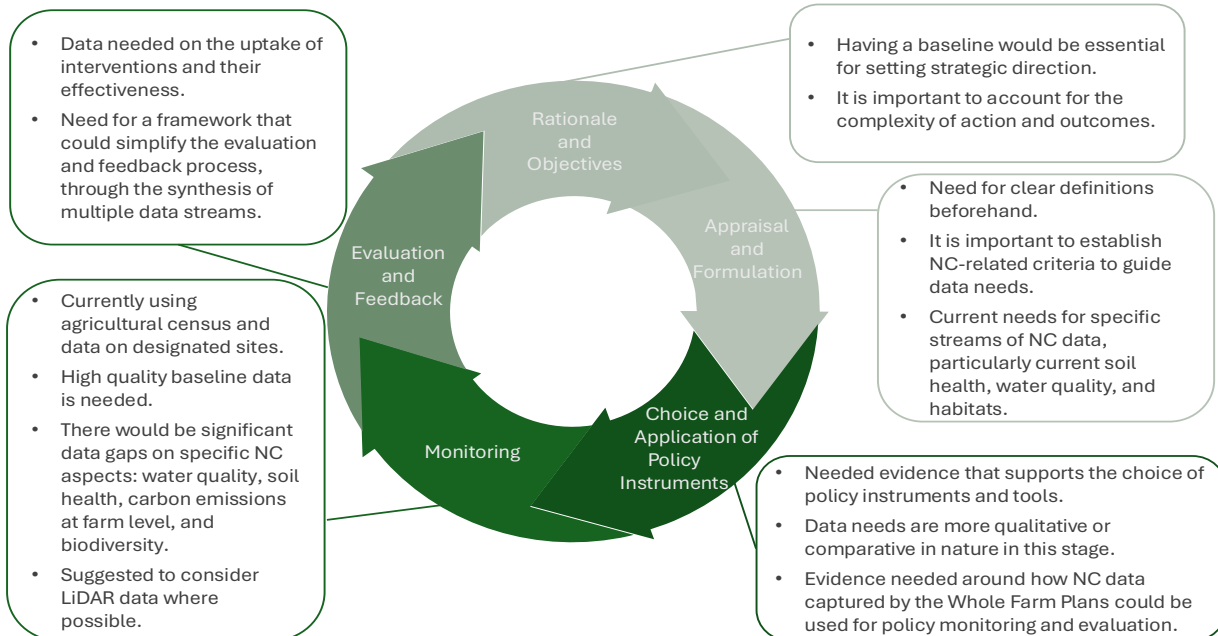 • Data needed on the uptake of
interventions and their
effectiveness.
• Need for a framework that
could simplify the evaluation
and feedback process,
through the synthesis of
multiple data streams.
• Having a baseline would be essential
for setting strategic direction.
• It is important to account for the
complexity of action and outcomes.
Rationale
and
Objectives
• Need for clear definitions
beforehand.
• It is important to establish
NC-related criteria to guide
data needs.
• Current needs for specific
streams of NC data,
particularly current soil
health, water quality, and
habitats.
Appraisal
and
Formulation
Evaluation
and
Feedback
• Currently using
agricultural census and
data on designated sites.
• High quality baseline data
is needed.
• There would be significant
data gaps on specific NC
aspects: water quality, soil
health, carbon emissions
at farm level, and
biodiversity.
• Suggested to consider
LiDAR data where
possible.
Monitoring
Choice and
Application of
Policy
Instruments
• Needed evidence that supports the choice of
policy instruments and tools.
• Data needs are more qualitative or
comparative in nature in this stage.
• Evidence needed around how NC data
captured by the Whole Farm Plans could be
used for policy monitoring and evaluation.